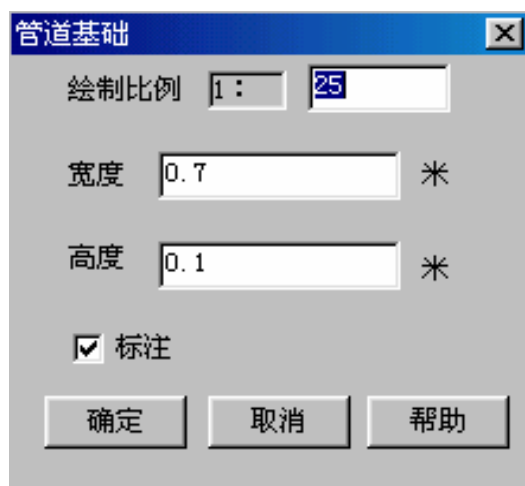 管道基础
绘制比例 1： 25
宽度 0.7 米
高度 0.1 米
标注
确定 取消 帮助